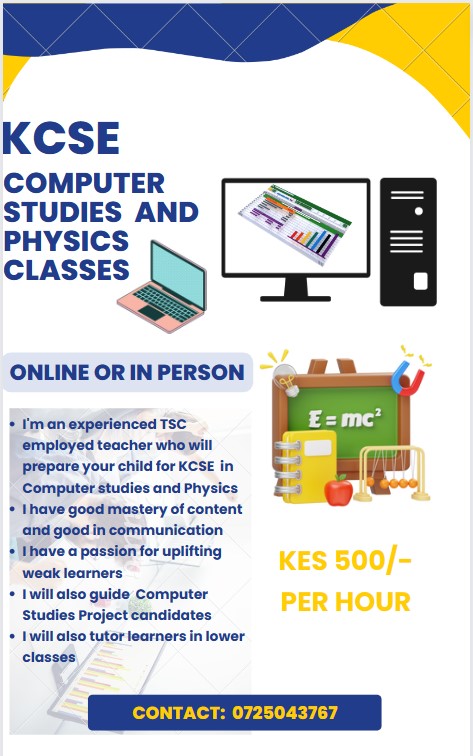 KCSE
COMPUTER
STUDIES AND
PHYSICS
CLASSES
ONLINE OR IN PERSON
• I'm an experienced TSC
employed teacher who will
prepare your child for KCSE in
Computer studies and Physics
• I have good mastery of content
and good in communication
• I have a passion for uplifting
weak learners
• I will also guide Computer
Studies Project candidates
• I will also tutor learners in lower
classes
E = mc²
KES 500/-
PER HOUR
CONTACT: 0725043767